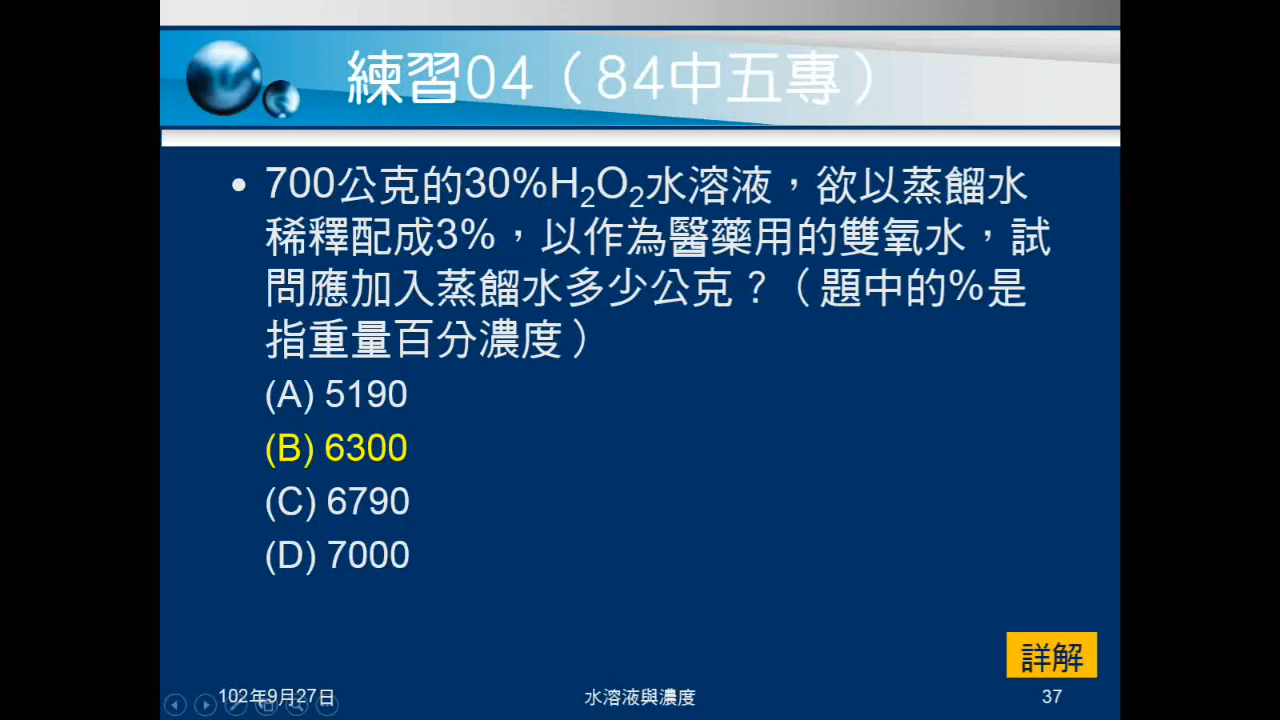 練習04（84中五專）
• 700公克的30%H₂O₂水溶液，欲以蒸餾水
稀釋配成3%，以作為醫藥用的雙氧水，試
問應加入蒸餾水多少公克？（題中的%是
指重量百分濃度）
(A) 5190
(B) 6300
(C) 6790
(D) 7000
詳解
102年9月27日
水溶液與濃度
37